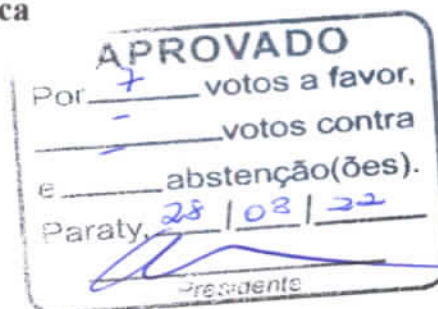 ca
APROVADO
Por 7 votos a favor,
- votos contra
e - abstenção(ões).
Paraty, 28 | 03 | 22
Presidente